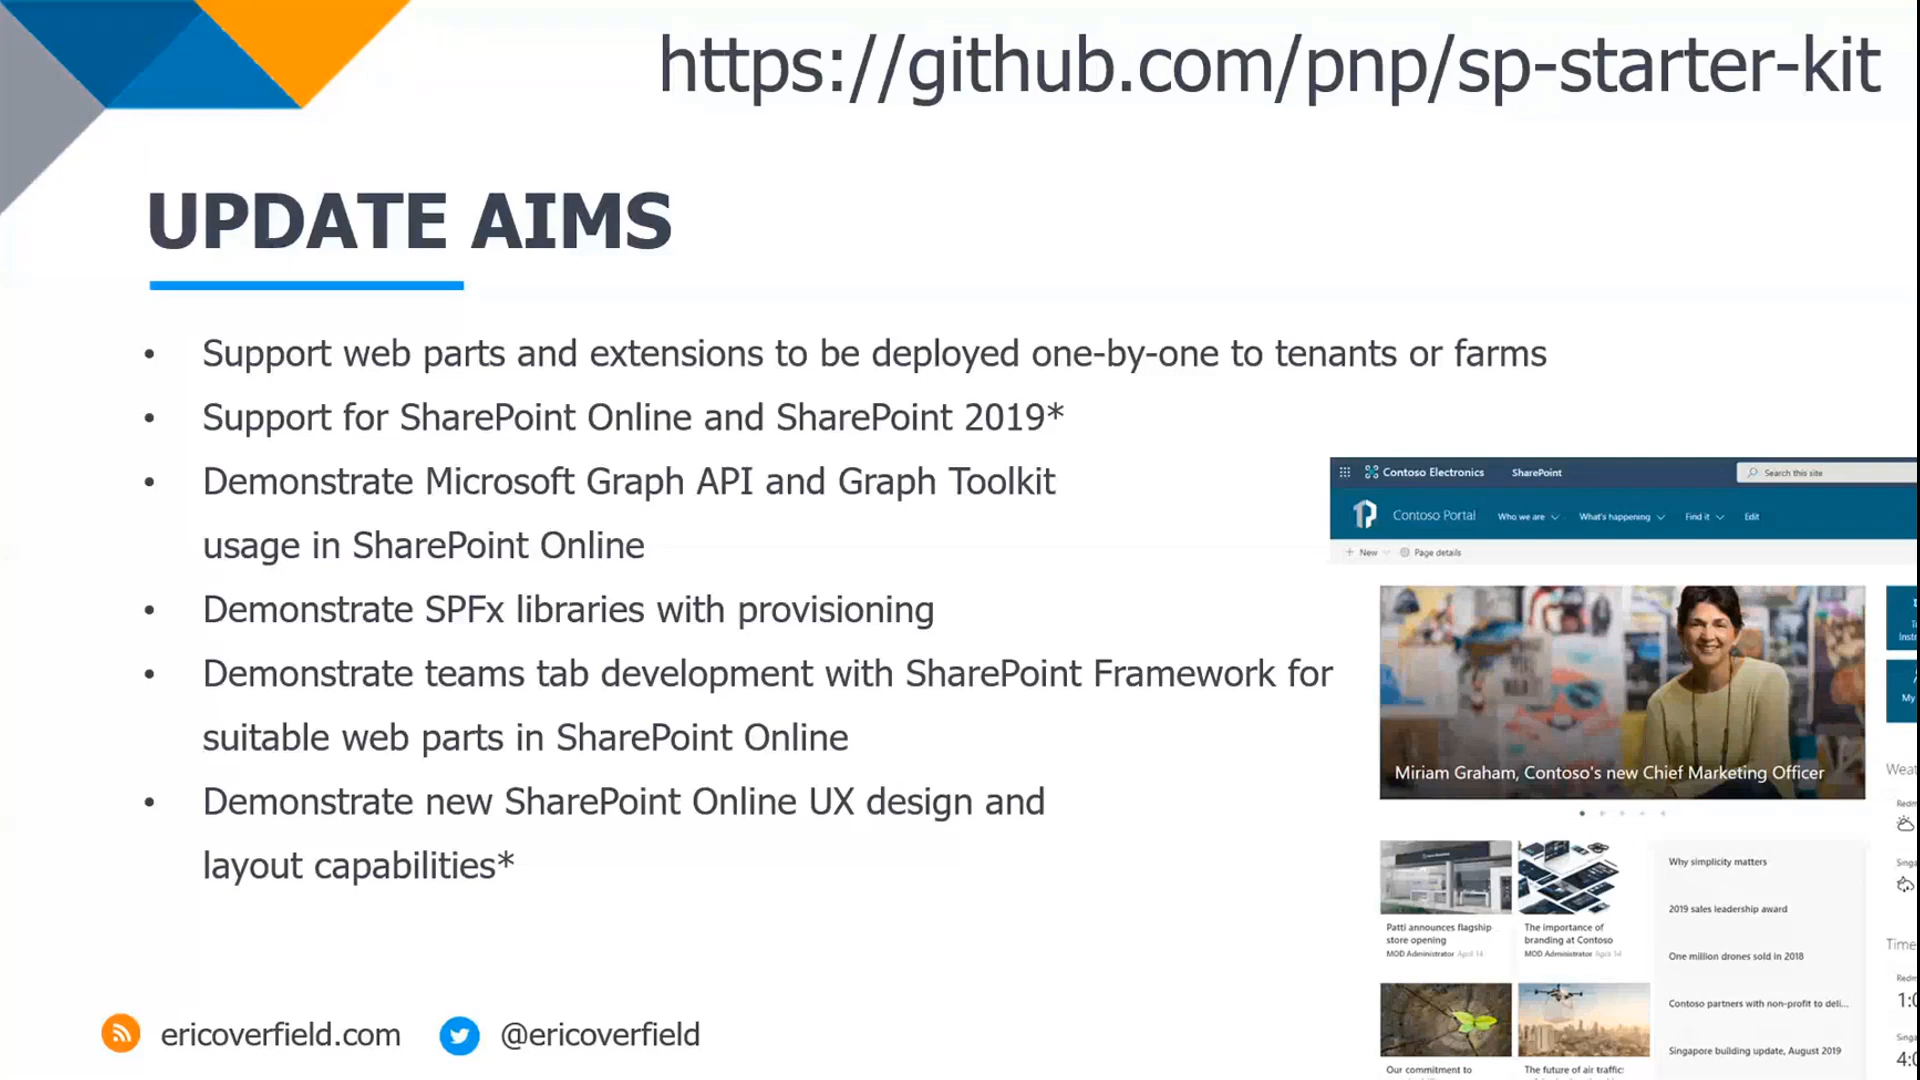 https://github.com/pnp/sp-starter-kit
UPDATE AIMS
• Support web parts and extensions to be deployed one-by-one to tenants or farms
• Support for SharePoint Online and SharePoint 2019*
• Demonstrate Microsoft Graph API and Graph Toolkit
usage in SharePoint Online
• Demonstrate SPFx libraries with provisioning
• Demonstrate teams tab development with SharePoint Framework for
suitable web parts in SharePoint Online
• Demonstrate new SharePoint Online UX design and
layout capabilities*
Contoso Electronics SharePoint Search this site
Contoso Portal Who we are What's happening Find it Edit
+ New Page details
Miriam Graham, Contoso's new Chief Marketing Officer
My
Patti announces flagship
store opening
MOD Administrator April 14
The importance of
branding at Contoso
MOD Administrator April 14
Why simplicity matters
2019 sales leadership award
One million drones sold in 2018
Contoso partners with non-profit to deli...
Singapore building update, August 2019
Our commitment to
The future of air traffic:
ericoverfield.com @ericoverfield